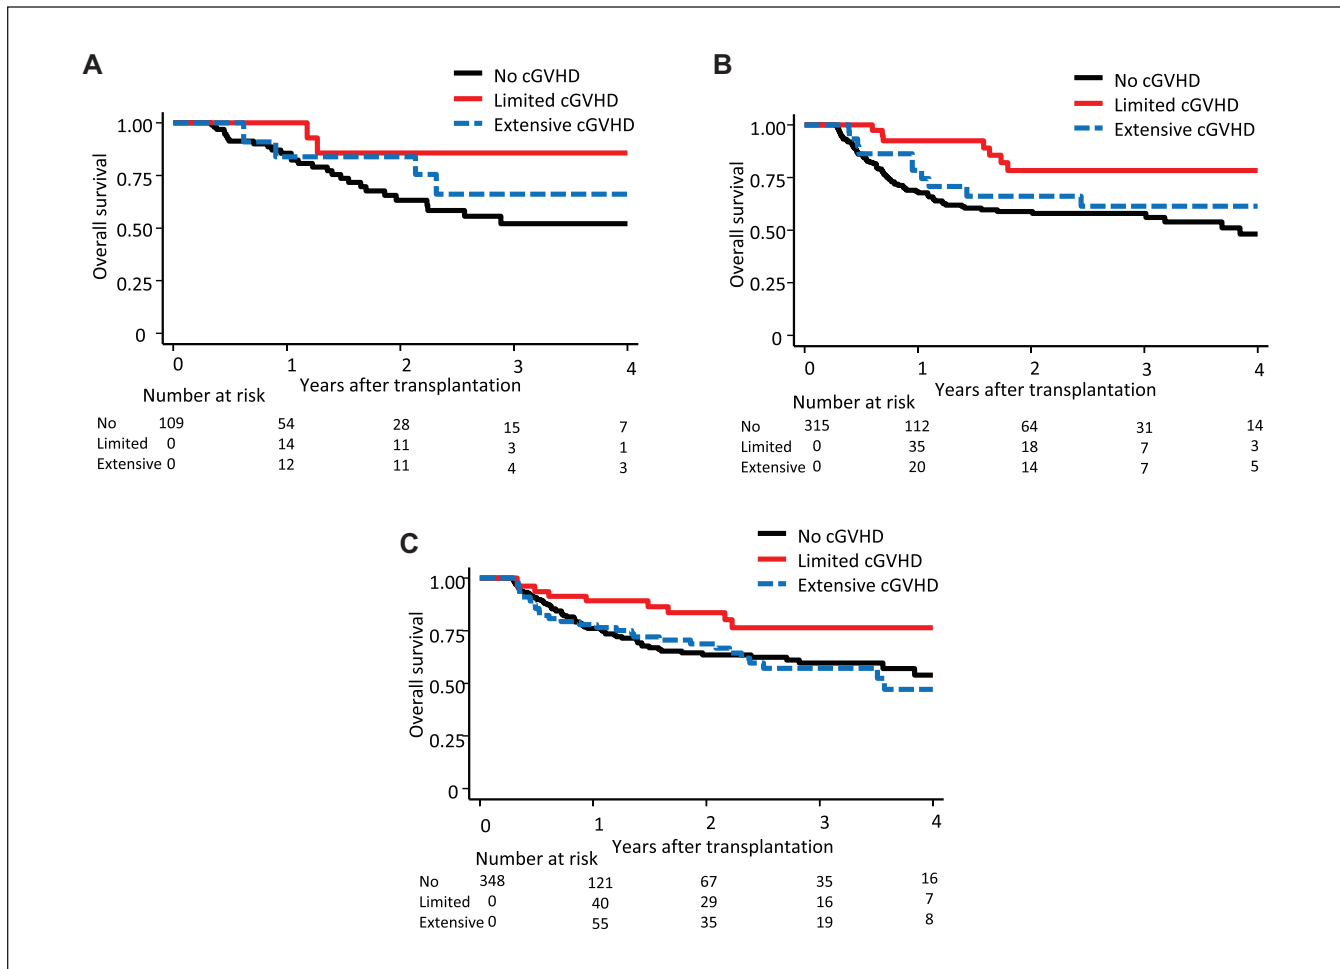 A
No cGVHD
Limited cGVHD
Extensive cGVHD
1.00
0.75
0.50
0.25
0
Overall survival
0 1 2 3 4
Years after transplantation
Number at risk
No 109 54 28 15 7
Limited 0 14 11 3 1
Extensive 0 12 11 4 3
B
No cGVHD
Limited cGVHD
Extensive cGVHD
1.00
0.75
0.50
0.25
0
Overall survival
0 1 2 3 4
Years after transplantation
Number at risk
No 315 112 64 31 14
Limited 0 35 18 7 3
Extensive 0 20 14 7 5
C
No cGVHD
Limited cGVHD
Extensive cGVHD
1.00
0.75
0.50
0.25
0
Overall survival
0 1 2 3 4
Years after transplantation
Number at risk
No 348 121 67 35 16
Limited 0 40 29 16 7
Extensive 0 55 35 19 8